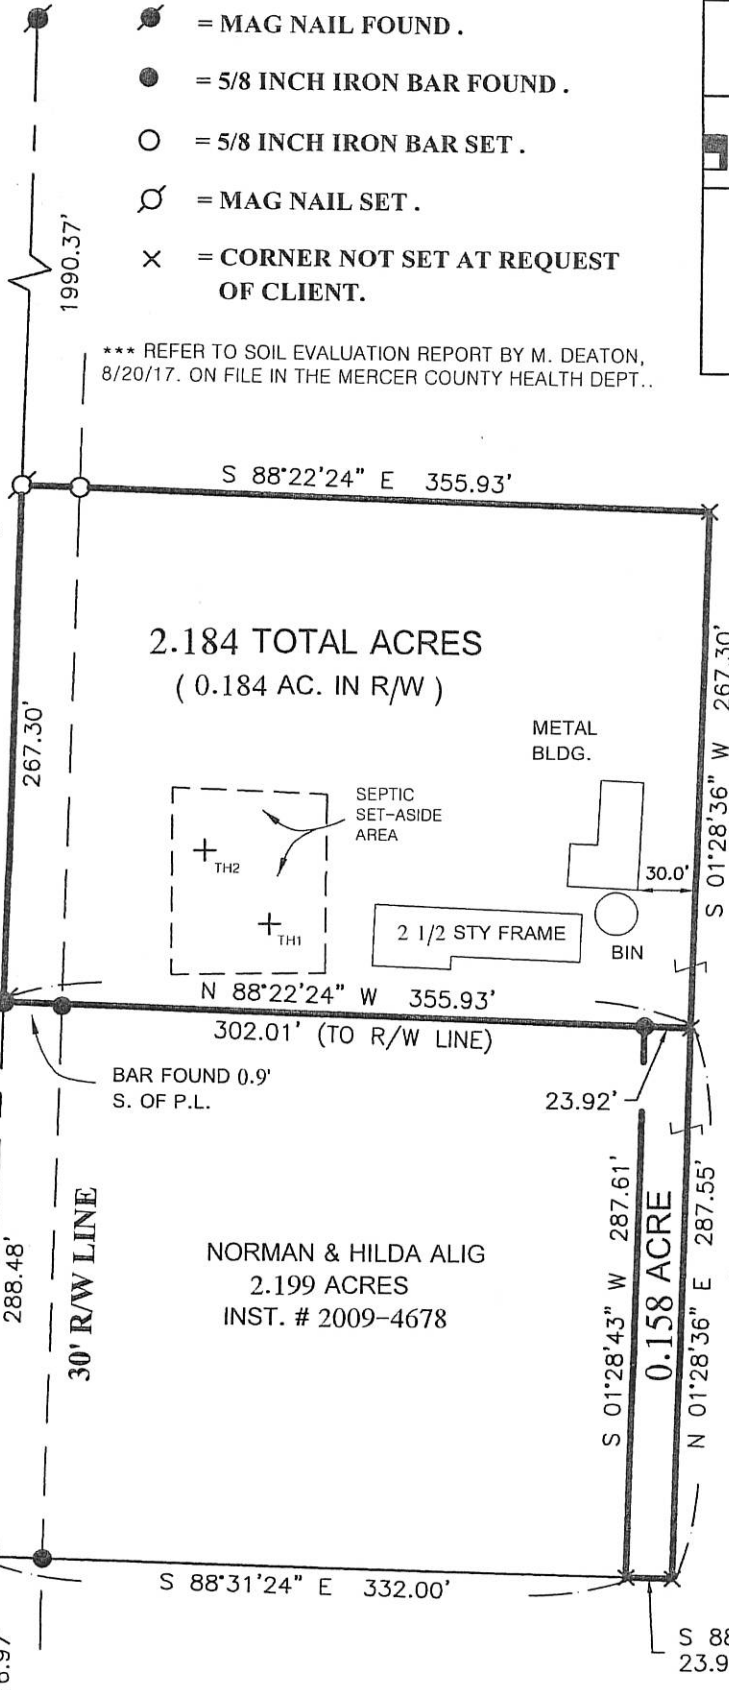 = MAG NAIL FOUND .
= 5/8 INCH IRON BAR FOUND .
= 5/8 INCH IRON BAR SET .
= MAG NAIL SET .
= CORNER NOT SET AT REQUEST
OF CLIENT.
1990.37'
*** REFER TO SOIL EVALUATION REPORT BY M. DEATON,
8/20/17. ON FILE IN THE MERCER COUNTY HEALTH DEPT..
S 88°22'24" E 355.93'
2.184 TOTAL ACRES
( 0.184 AC. IN R/W )
267.30'
S 01°28'36" W 267.30'
METAL
BLDG.
SEPTIC
SET-ASIDE
AREA
TH2
TH1
30.0'
2 1/2 STY FRAME
BIN
N 88°22'24" W 355.93'
302.01' (TO R/W LINE)
BAR FOUND 0.9'
S. OF P.L.
23.92'
288.48'
30' R/W LINE
NORMAN & HILDA ALIG
2.199 ACRES
INST. # 2009-4678
S 01°28'43" W 287.61'
0.158 ACRE
N 01°28'36" E 287.55'
S 88°31'24" E 332.00'
S 88
23.9